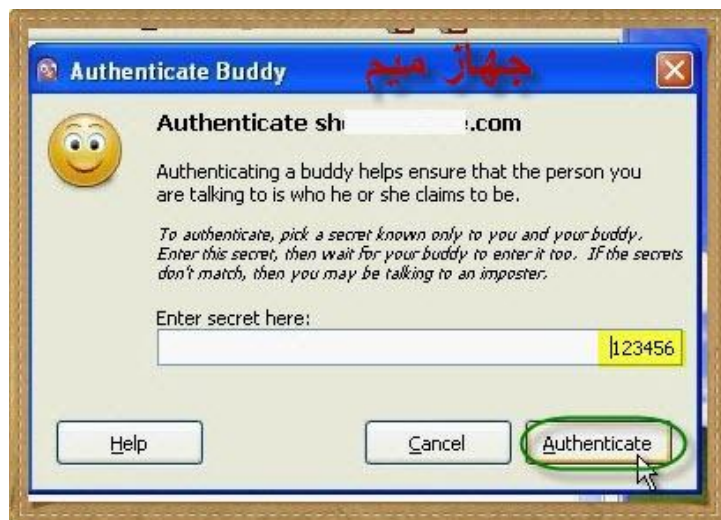 Authenticate Buddy جهاز ميم
Authenticate sh .com
Authenticating a buddy helps ensure that the person you
are talking to is who he or she claims to be.
To authenticate, pick a secret known only to you and your buddy.
Enter this secret, then wait for your buddy to enter it too. If the secrets
don't match, then you may be talking to an imposter.
Enter secret here:
123456
Help Cancel Authenticate